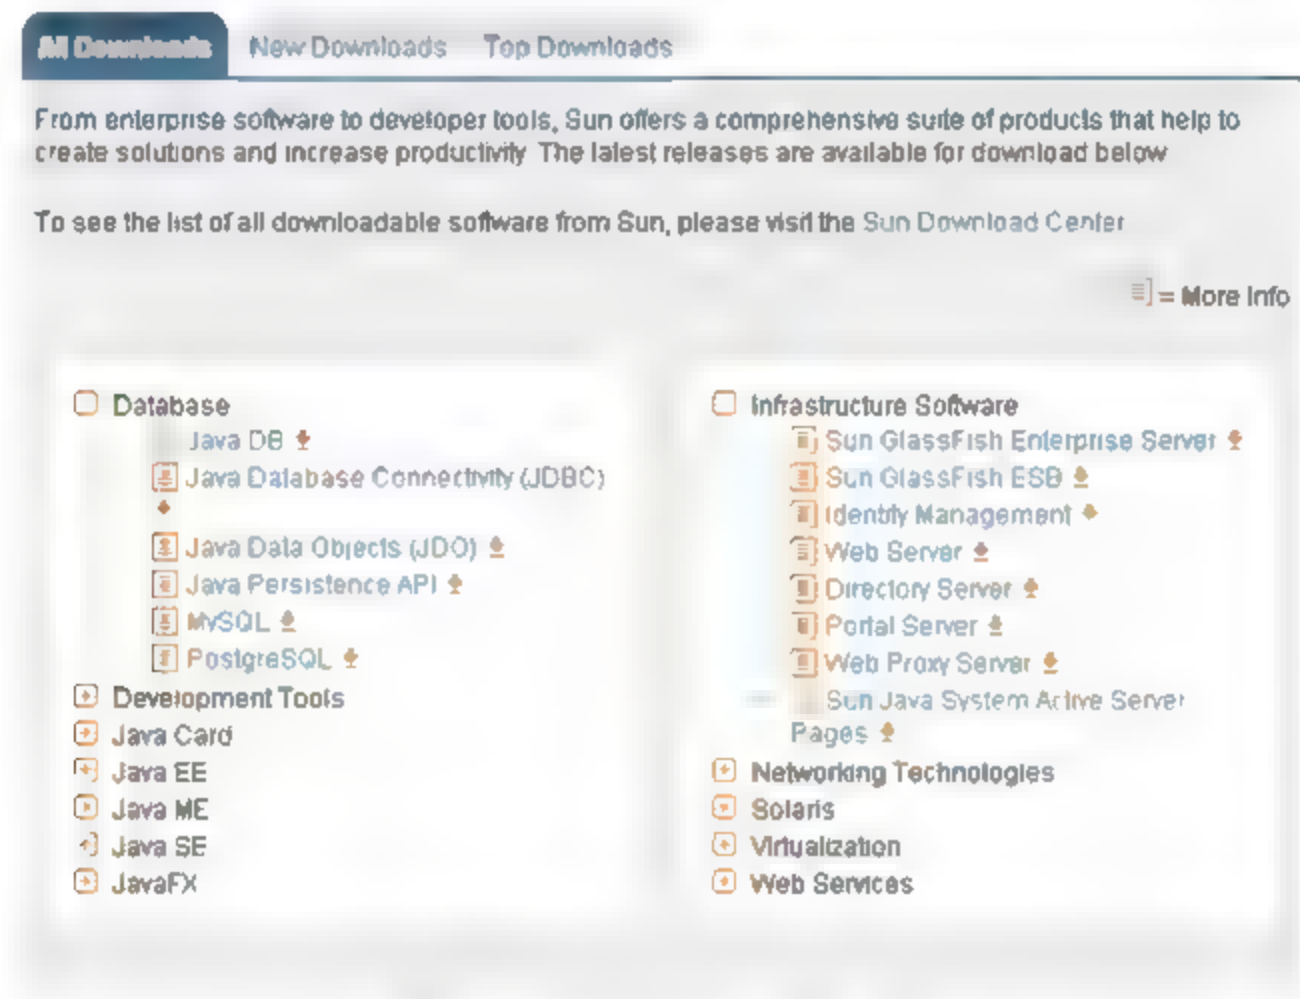 All Downloads New Downloads Top Downloads
From enterprise software to developer tools, Sun offers a comprehensive suite of products that help to
create solutions and increase productivity The latest releases are available for download below
To see the list of all downloadable software from Sun, please visit the Sun Download Center
= More Info
Database
Java DB
Java Database Connectivity (JDBC)
Java Data Objects (JDO)
Java Persistence API
MySQL
PostgreSQL
Development Tools
Java Card
Java EE
Java ME
Java SE
JavaFX
Infrastructure Software
Sun GlassFish Enterprise Server
Sun GlassFish ESB
Identity Management
Web Server
Directory Server
Portal Server
Web Proxy Server
Sun Java System Active Server
Pages
Networking Technologies
Solaris
Virtualization
Web Services